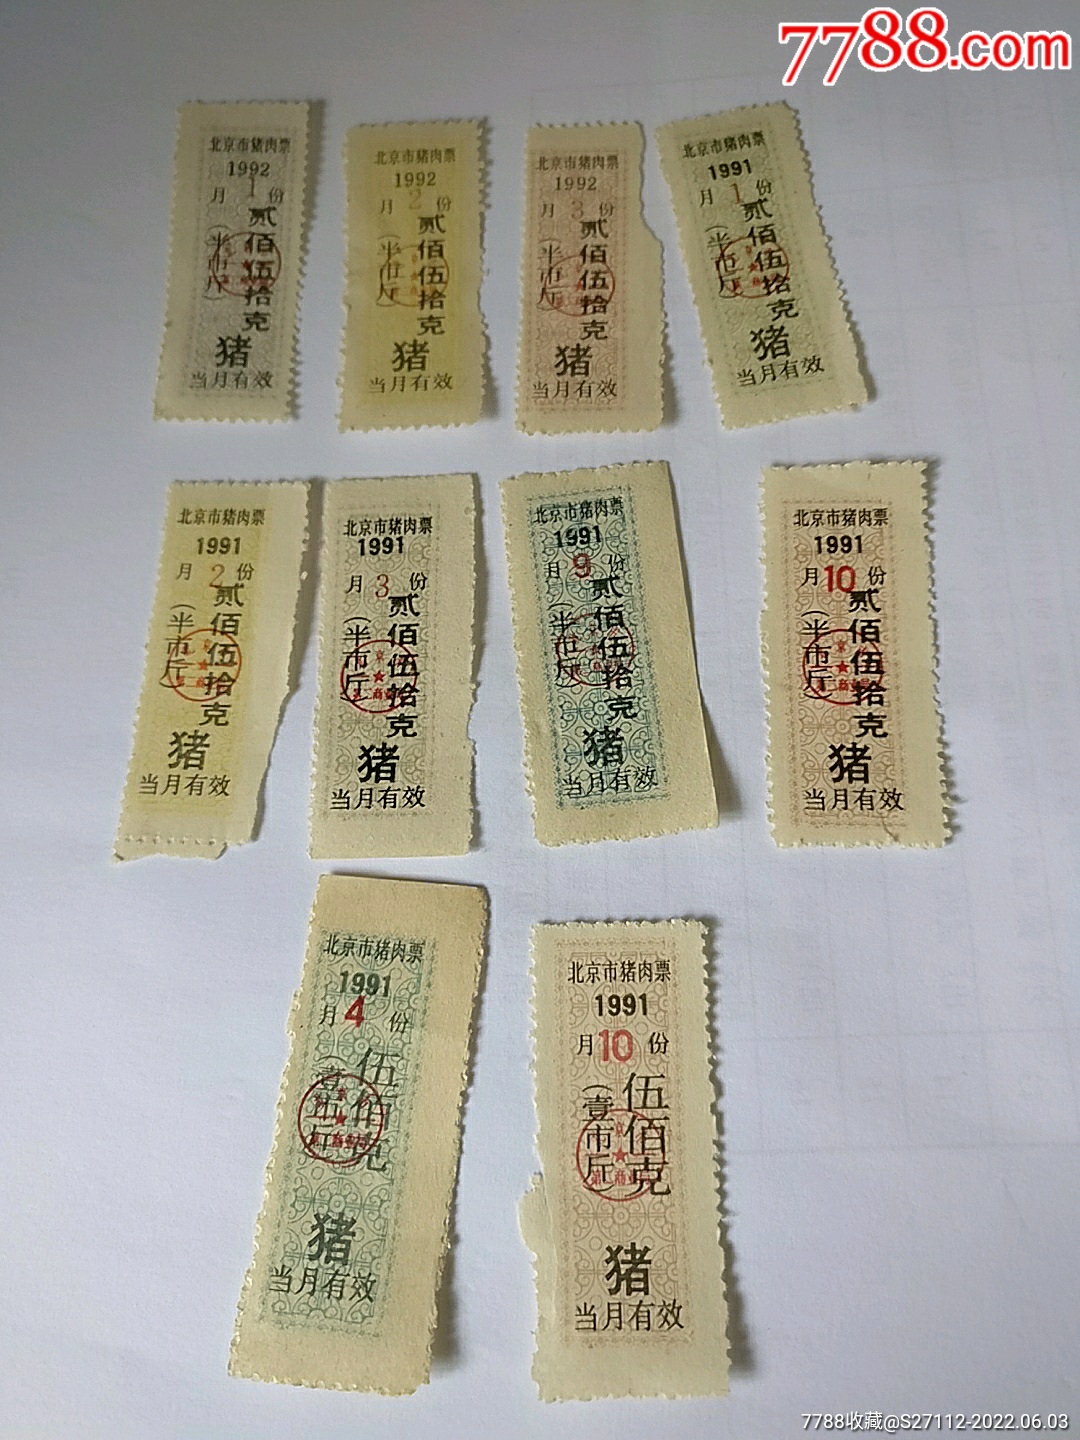 7788.com
北京市猪肉票
1992
月1份
贰佰伍拾克
(半市斤)
猪
当月有效
北京市猪肉票
1992
月2份
贰佰伍拾克
(半市斤)
猪
当月有效
北京市猪肉票
1992
月3份
贰佰伍拾克
(半市斤)
猪
当月有效
北京市猪肉票
1991
月1份
贰佰伍拾克
(半市斤)
猪
当月有效
北京市猪肉票
1991
月2份
贰佰伍拾克
(半市斤)
猪
当月有效
北京市猪肉票
1991
月3份
贰佰伍拾克
(半市斤)
猪
当月有效
北京市猪肉票
1991
月9份
贰佰伍拾克
(半市斤)
猪
当月有效
北京市猪肉票
1991
月10份
贰佰伍拾克
(半市斤)
猪
当月有效
北京市猪肉票
1991
月4份
伍佰克
(壹市斤)
猪
当月有效
北京市猪肉票
1991
月10份
伍佰克
(壹市斤)
猪
当月有效
7788收藏@S27112-2022.06.03